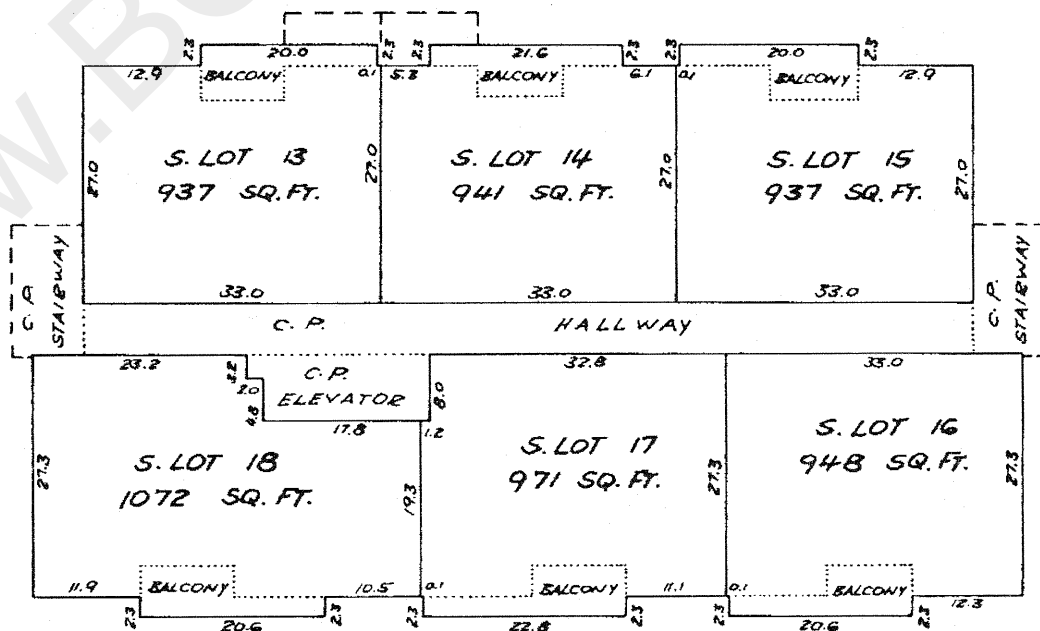 W.BC
2.3 20.0 2.3 2.3 21.6 2.3 2.3 20.0 2.3
12.9 BALCONY 0.1 5.3 BALCONY 6.1 0.1 BALCONY 12.9
27.0 27.0 27.0 27.0
S. LOT 13
937 SQ. FT.
S. LOT 14
941 SQ. FT.
S. LOT 15
937 SQ. FT.
33.0 33.0 33.0
C. P.
STAIRWAY
C. P. HALLWAY
C. P.
STAIRWAY
23.2 32.8 33.0
3.2
2.0
4.8
C.P.
ELEVATOR
8.0
17.8 1.2
27.3
S. LOT 18
1072 SQ. FT.
19.3
S. LOT 17
971 SQ. FT.
27.3
S. LOT 16
948 SQ. FT.
27.3
11.9 BALCONY 10.5 0.1 BALCONY 11.1 0.1 BALCONY 12.3
2.3 20.6 2.3 2.3 22.8 2.3 2.3 20.6 2.3